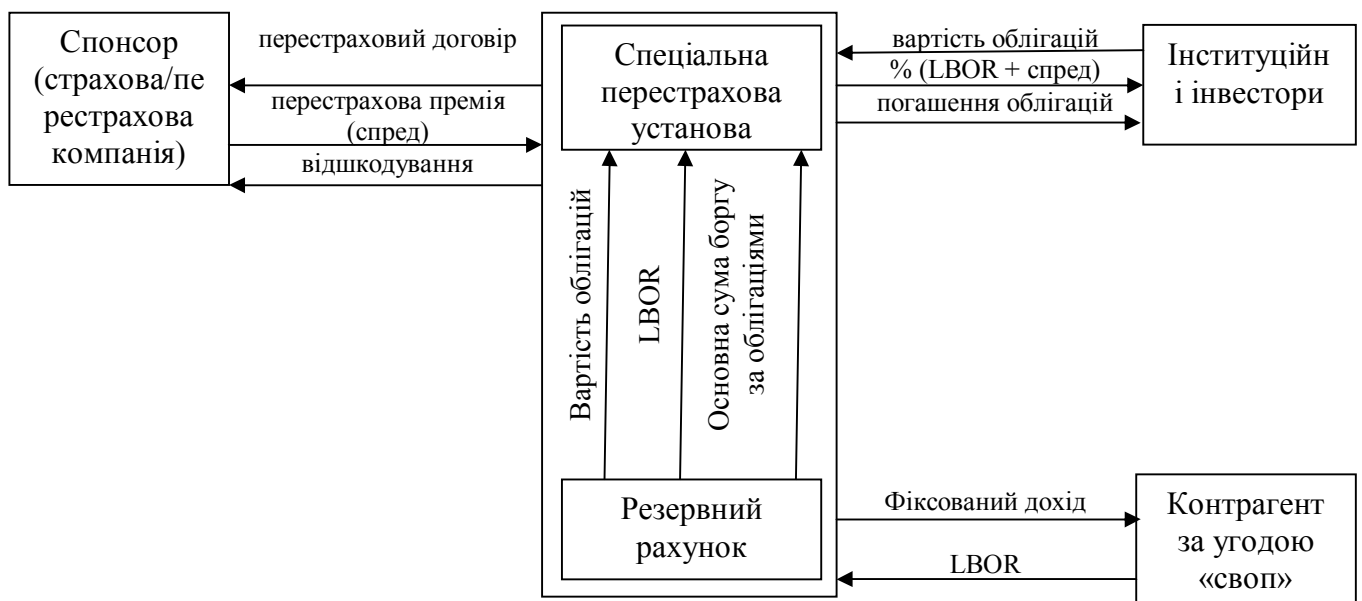 Спонсор
(страхова/пе
рестрахова
компанія)
перестраховий договір
перестрахова премія
(спред)
відшкодування
Спеціальна
перестрахова
установа
вартість облігацій
% (LBOR + спред)
погашення облігацій
Інституційн
і інвестори
Вартість облігацій
LBOR
Основна сума боргу
за облігаціями
Резервний
рахунок
Фіксований дохід
LBOR
Контрагент
за угодою
«своп»